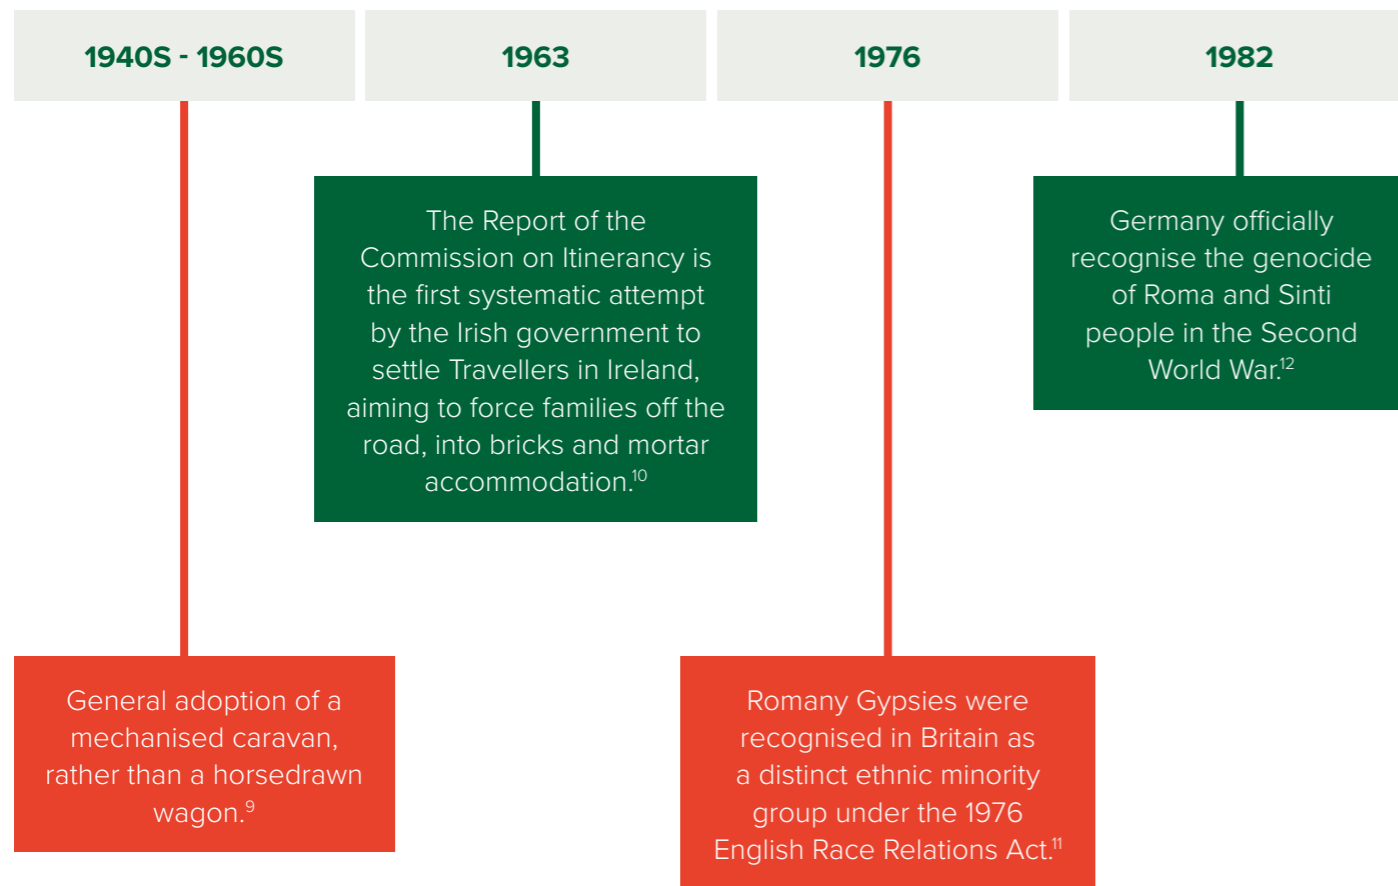 1940S - 1960S
1963
1976
1982
The Report of the
Commission on Itinerancy is
the first systematic attempt
by the Irish government to
settle Travellers in Ireland,
aiming to force families off the
road, into bricks and mortar
accommodation.10
Germany officially
recognise the genocide
of Roma and Sinti
people in the Second
World War.12
General adoption of a
mechanised caravan,
rather than a horsedrawn
wagon.9
Romany Gypsies were
recognised in Britain as
a distinct ethnic minority
group under the 1976
English Race Relations Act.11